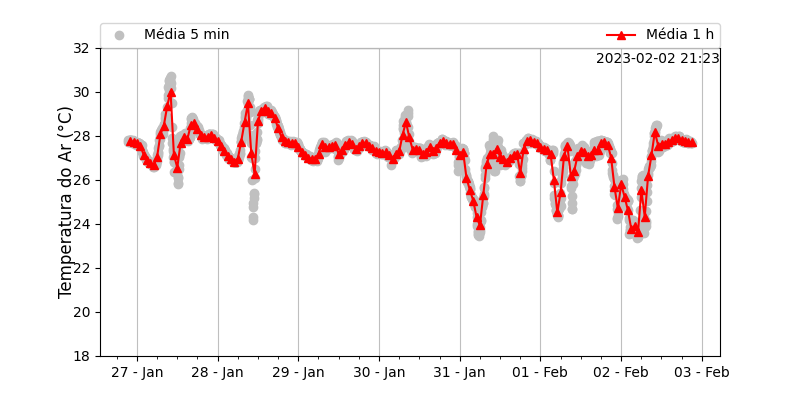 Média 5 min
Média 1 h
2023-02-02 21:23
Temperatura do Ar (°C)
32
30
28
26
24
22
20
18
27 - Jan
28 - Jan
29 - Jan
30 - Jan
31 - Jan
01 - Feb
02 - Feb
03 - Feb